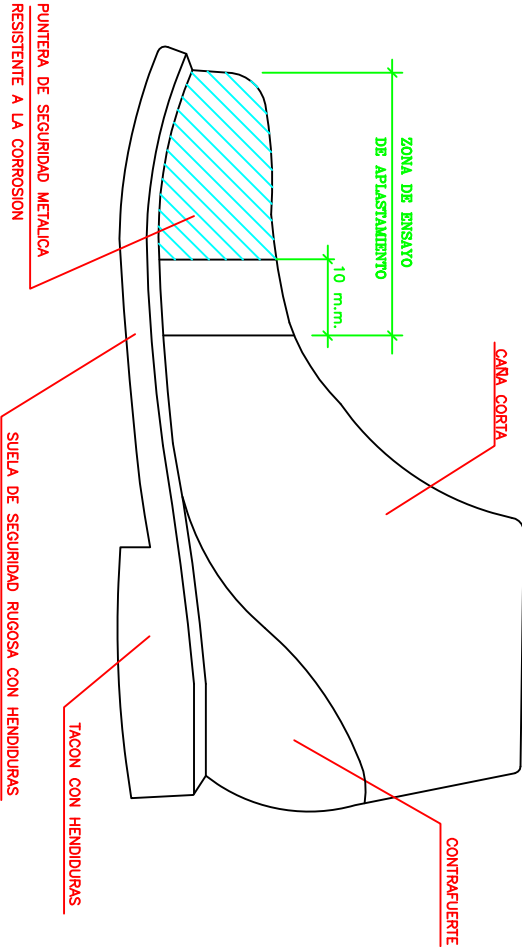 ZONA DE ENSAYO
DE APLASTAMIENTO
10 m.m.
CAÑA CORTA
PUNTERA DE SEGURIDAD METALICA
RESISTENTE A LA CORROSION
SUELA DE SEGURIDAD RUGOSA CON HENDIDURAS
TACON CON HENDIDURAS
CONTRAFUERTE